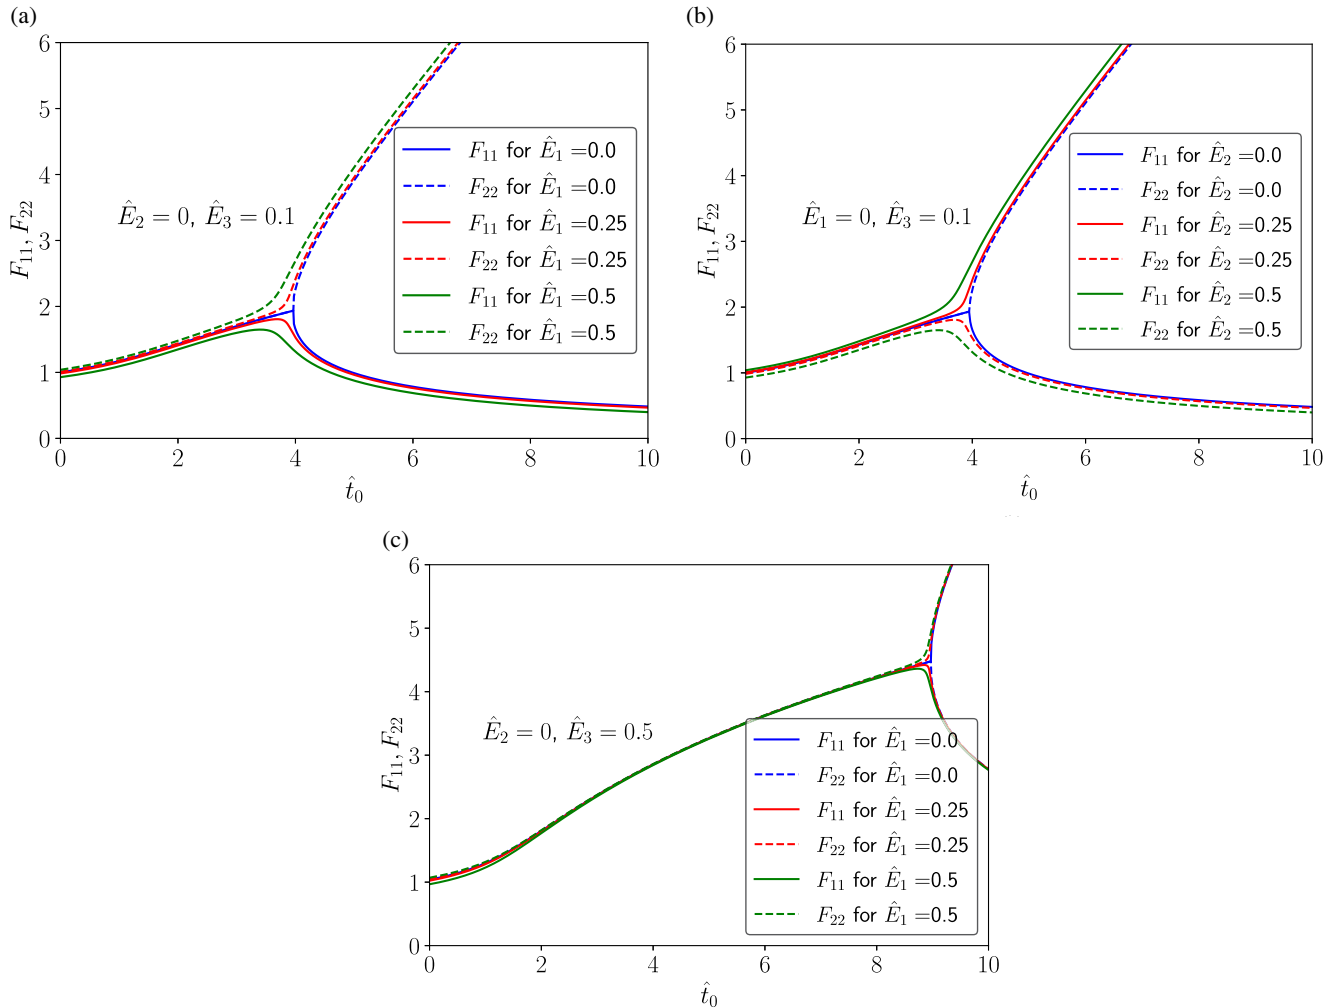 (a)
6
5
4
3
2
1
0
F₁₁, F₂₂
Ê₂ = 0, Ê₃ = 0.1
F₁₁ for Ê₁ =0.0
F₂₂ for Ê₁ =0.0
F₁₁ for Ê₁ =0.25
F₂₂ for Ê₁ =0.25
F₁₁ for Ê₁ =0.5
F₂₂ for Ê₁ =0.5
0 2 4 6 8 10
t̂₀
(b)
6
5
4
3
2
1
0
F₁₁, F₂₂
Ê₁ = 0, Ê₃ = 0.1
F₁₁ for Ê₂ =0.0
F₂₂ for Ê₂ =0.0
F₁₁ for Ê₂ =0.25
F₂₂ for Ê₂ =0.25
F₁₁ for Ê₂ =0.5
F₂₂ for Ê₂ =0.5
0 2 4 6 8 10
t̂₀
(c)
6
5
4
3
2
1
0
F₁₁, F₂₂
Ê₂ = 0, Ê₃ = 0.5
F₁₁ for Ê₁ =0.0
F₂₂ for Ê₁ =0.0
F₁₁ for Ê₁ =0.25
F₂₂ for Ê₁ =0.25
F₁₁ for Ê₁ =0.5
F₂₂ for Ê₁ =0.5
0 2 4 6 8 10
t̂₀